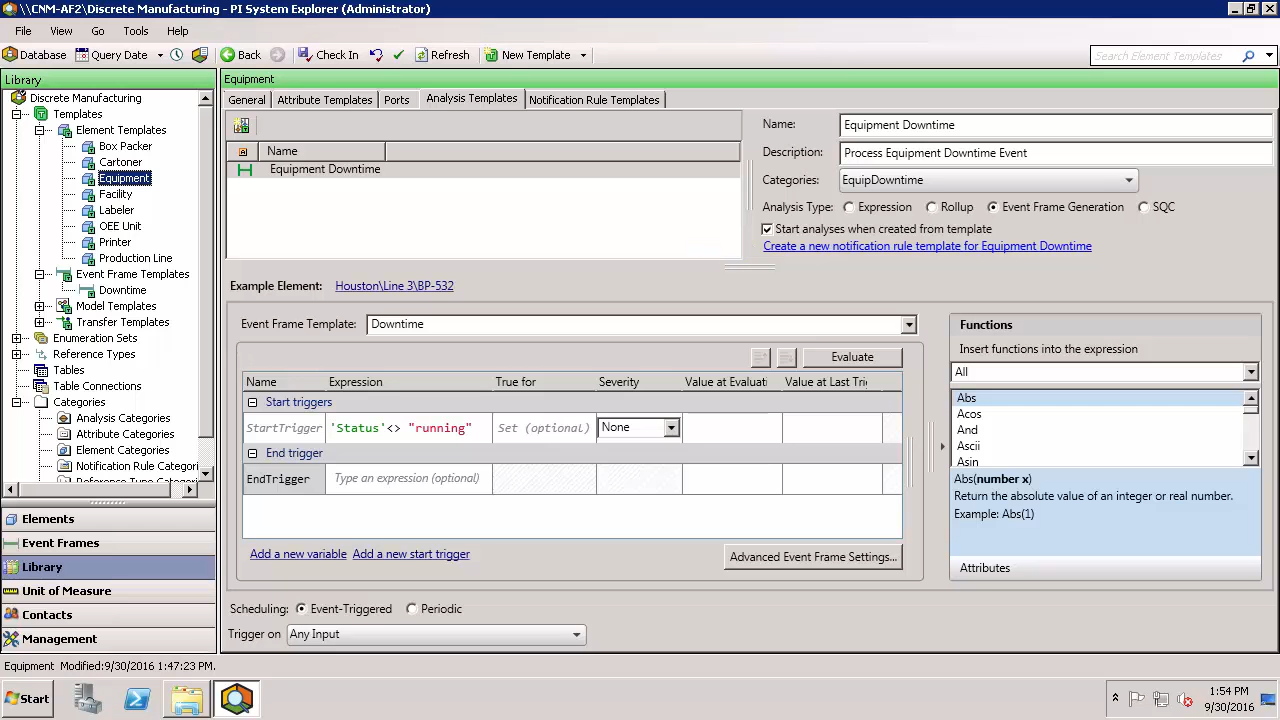 \\CNM-AF2\Discrete Manufacturing - PI System Explorer (Administrator)
File View Go Tools Help
Database Query Date Back Check In Refresh New Template Search Element Templates
Library
Discrete Manufacturing
Templates
Element Templates
Box Packer
Cartoner
Equipment
Facility
Labeler
OEE Unit
Printer
Production Line
Event Frame Templates
Downtime
Model Templates
Transfer Templates
Enumeration Sets
Reference Types
Tables
Table Connections
Categories
Analysis Categories
Attribute Categories
Element Categories
Notification Rule Categori
Elements
Event Frames
Library
Unit of Measure
Contacts
Management
Equipment
General Attribute Templates Ports Analysis Templates Notification Rule Templates
Name
Equipment Downtime
Name: Equipment Downtime
Description: Process Equipment Downtime Event
Categories: EquipDowntime
Analysis Type: Expression Rollup Event Frame Generation SQC
Start analyses when created from template
Create a new notification rule template for Equipment Downtime
Example Element: Houston\Line 3\BP-532
Event Frame Template: Downtime
Evaluate
Name Expression True for Severity Value at Evaluati Value at Last Trig
Start triggers
StartTrigger 'Status'<> "running" Set (optional) None
End trigger
EndTrigger Type an expression (optional)
Add a new variable Add a new start trigger Advanced Event Frame Settings...
Functions
Insert functions into the expression
All
Abs
Acos
And
Ascii
Asin
Abs(number x)
Return the absolute value of an integer or real number.
Example: Abs(1)
Attributes
Scheduling: Event-Triggered Periodic
Trigger on Any Input
Equipment Modified:9/30/2016 1:47:23 PM.
Start
1:54 PM
9/30/2016